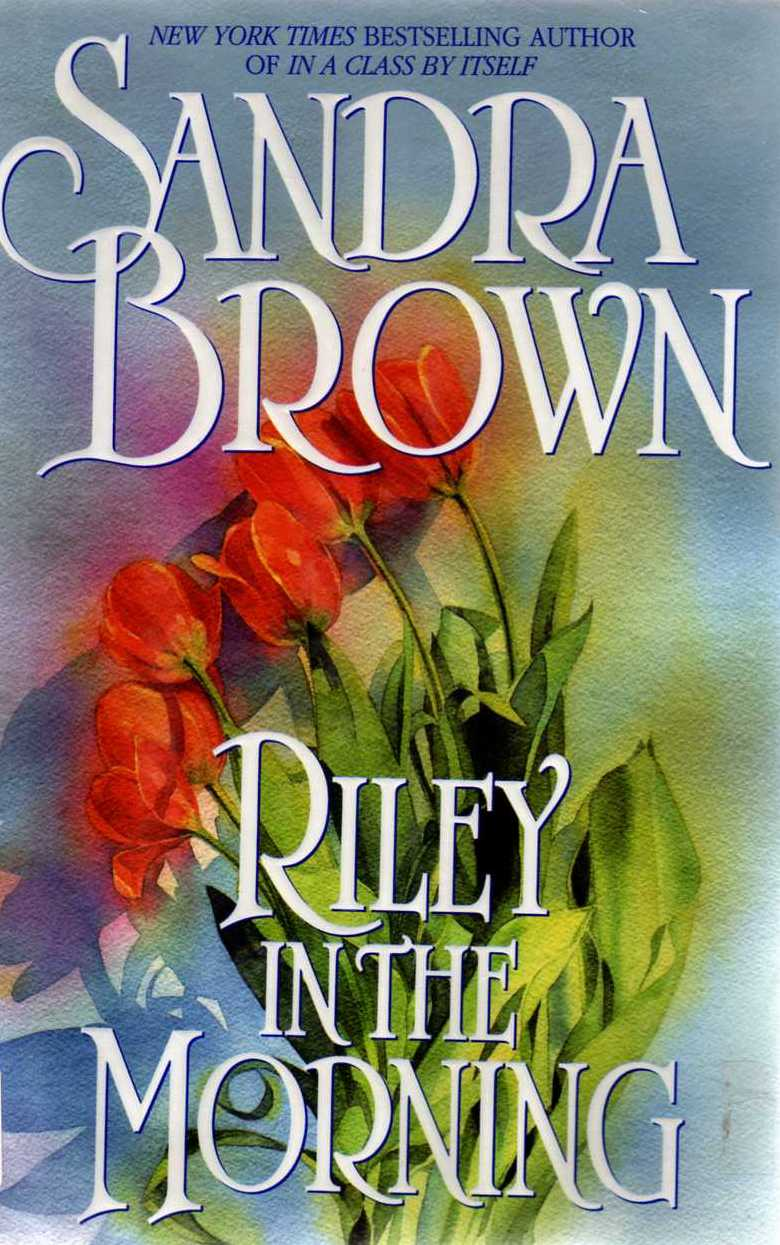 NEW YORK TIMES BESTSELLING AUTHOR
OF IN A CLASS BY ITSELF
SANDRA
BROWN
RILEY
IN THE
MORNING